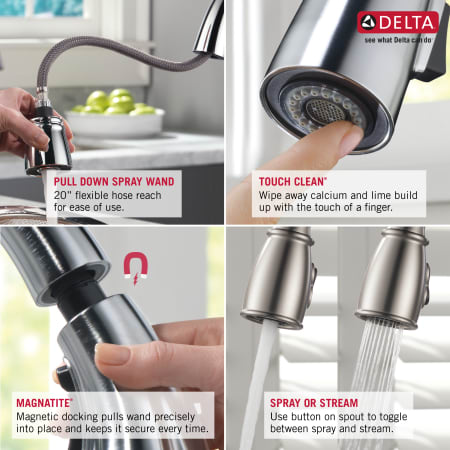 DELTA
see what Delta can do
PULL DOWN SPRAY WAND
20" flexible hose reach
for ease of use.
TOUCH CLEAN®
Wipe away calcium and lime build
up with the touch of a finger.
MAGNATITE®
Magnetic docking pulls wand precisely
into place and keeps it secure every time.
SPRAY OR STREAM
Use button on spout to toggle
between spray and stream.